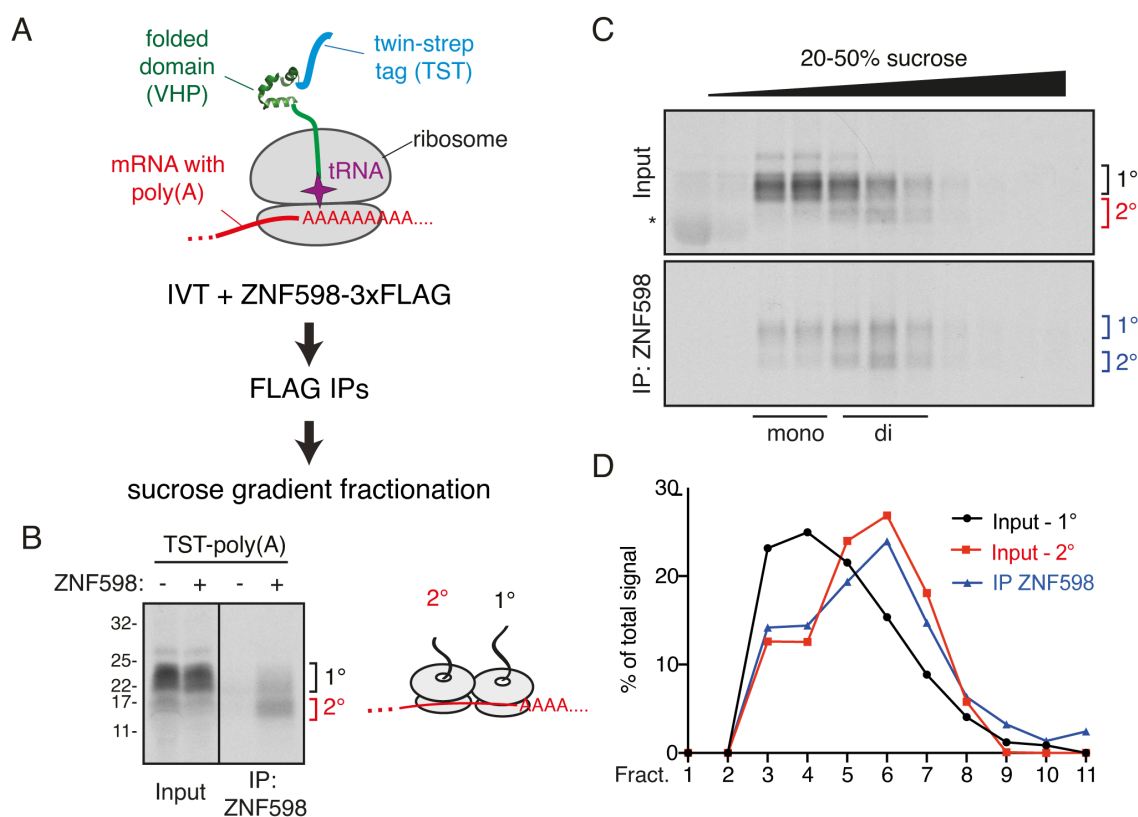 A
folded
domain
(VHP)
twin-strep
tag (TST)
ribosome
mRNA with
poly(A)
tRNA
AAAAAAAAA....
IVT + ZNF598-3xFLAG
FLAG IPs
sucrose gradient fractionation
B
TST-poly(A)
ZNF598: - + - +
32-
25-
22-
17-
11-
1°
2°
Input
IP:
ZNF598
2° 1°
AAAA....
C
20-50% sucrose
Input
*
1°
2°
IP: ZNF598
1°
2°
mono di
D
% of total signal
30
20
10
0
Fract. 1 2 3 4 5 6 7 8 9 10 11
Input - 1°
Input - 2°
IP ZNF598